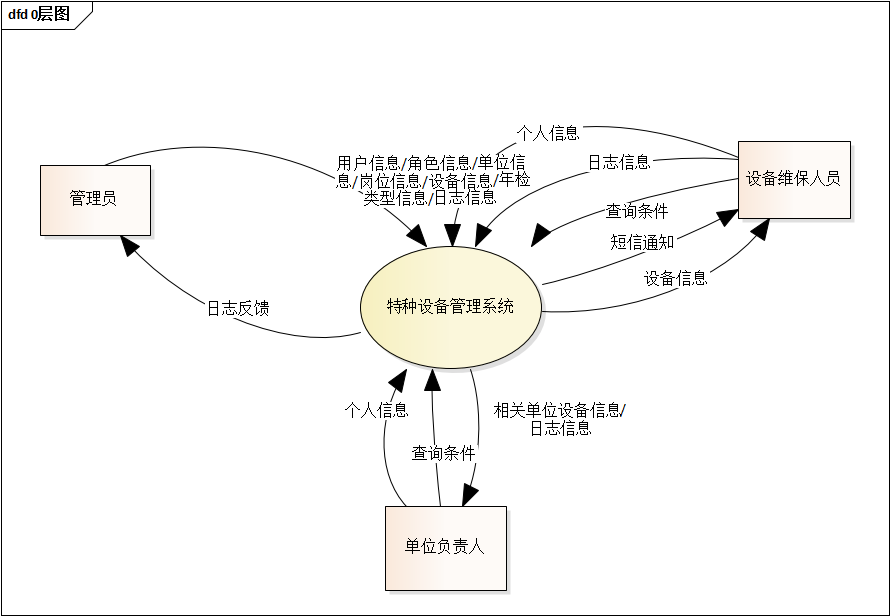 dfd 0层图
个人信息
用户信息/角色信息/单位信
息/岗位信息/设备信息/年检
类型信息/日志信息
日志信息
设备维保人员
管理员
查询条件
短信通知
设备信息
特种设备管理系统
日志反馈
个人信息
相关单位设备信息/
日志信息
查询条件
单位负责人